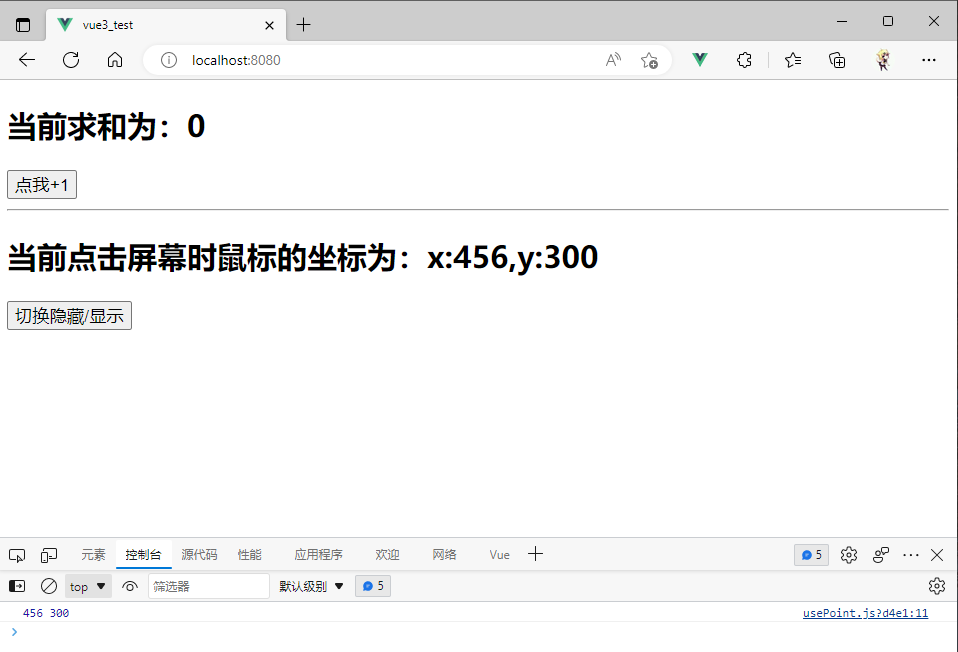 vue3_test
localhost:8080
当前求和为：0
点我+1
当前点击屏幕时鼠标的坐标为：x:456,y:300
切换隐藏/显示
元素 控制台 源代码 性能 应用程序 欢迎 网络 Vue 5
top 筛选器 默认级别 5
456 300 usePoint.js?d4e1:11